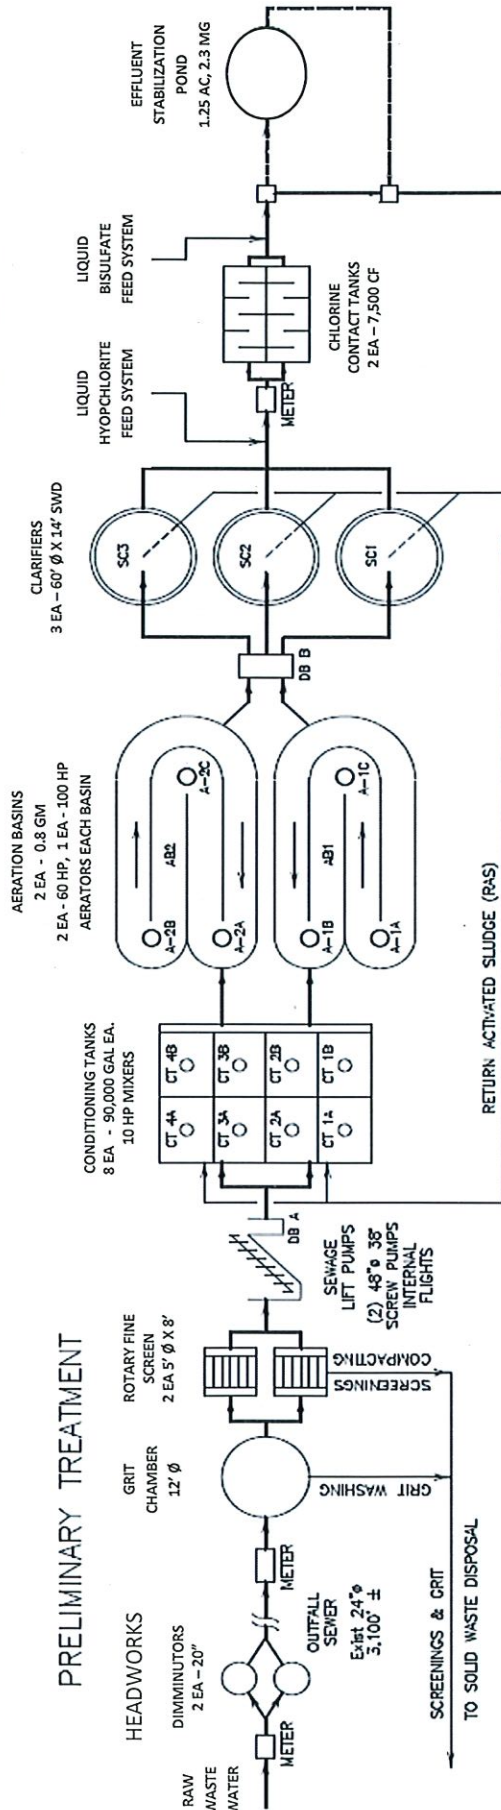 PRELIMINARY TREATMENT
HEADWORKS
RAW
WASTE
WATER
METER
DIMMINUTORS
2 EA – 20"
OUTFALL
SEWER
Exist 24"ø
3,100' ±
METER
GRIT
CHAMBER
12' Ø
GRIT WASHING
ROTARY FINE
SCREEN
2 EA 5' Ø X 8'
SCREENINGS
COMPACTING
SCREENINGS & GRIT
TO SOLID WASTE DISPOSAL
SEWAGE
LIFT PUMPS
(2) 48"ø 38"
SCREW PUMPS
INTERNAL
FLIGHTS
DB A
CONDITIONING TANKS
8 EA - 90,000 GAL EA.
10 HP MIXERS
CT 4A
CT 4B
CT 3A
CT 3B
CT 2A
CT 2B
CT 1A
CT 1B
AERATION BASINS
2 EA - 0.8 GM
2 EA - 60 HP, 1 EA - 100 HP
AERATORS EACH BASIN
A-2B
AB2
A-2C
A-2A
A-1B
AB1
A-1C
A-1A
RETURN ACTIVATED SLUDGE (RAS)
DB B
CLARIFIERS
3 EA – 60' Ø X 14' SWD
SC3
SC2
SC1
LIQUID
HYOPCHLORITE
FEED SYSTEM
METER
CHLORINE
CONTACT TANKS
2 EA – 7,500 CF
LIQUID
BISULFATE
FEED SYSTEM
EFFLUENT
STABILIZATION
POND
1.25 AC, 2.3 MG